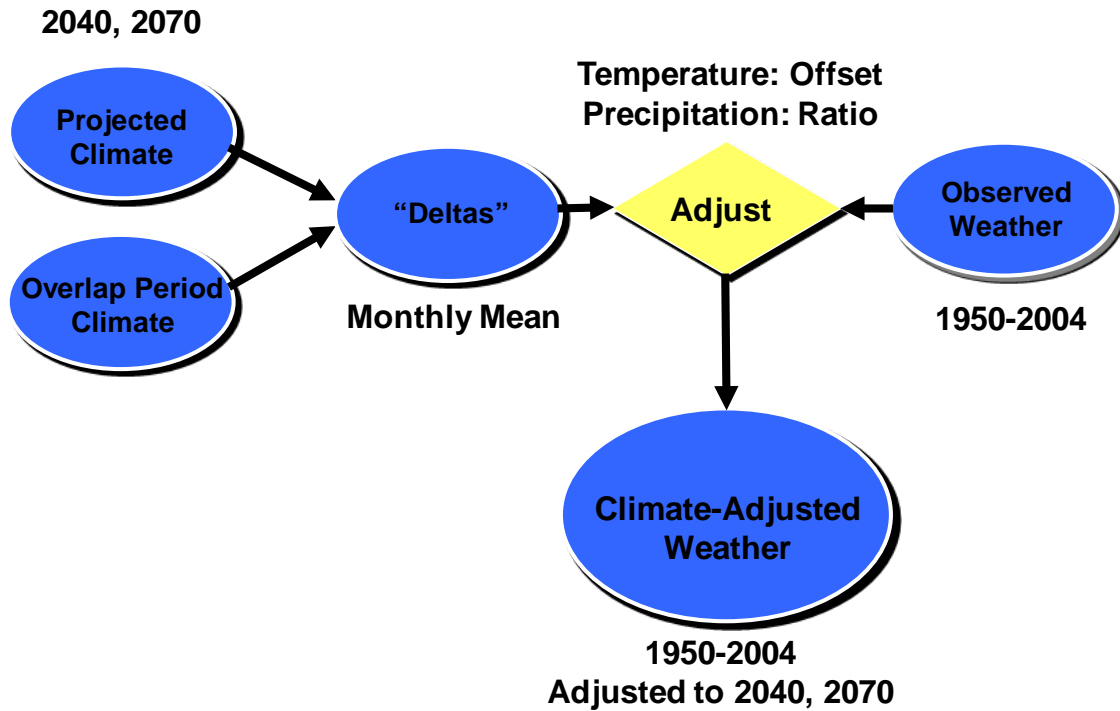 2040, 2070
Projected
Climate
Overlap Period
Climate
“Deltas”
Monthly Mean
Temperature: Offset
Precipitation: Ratio
Adjust
Observed
Weather
1950-2004
Climate-Adjusted
Weather
1950-2004
Adjusted to 2040, 2070